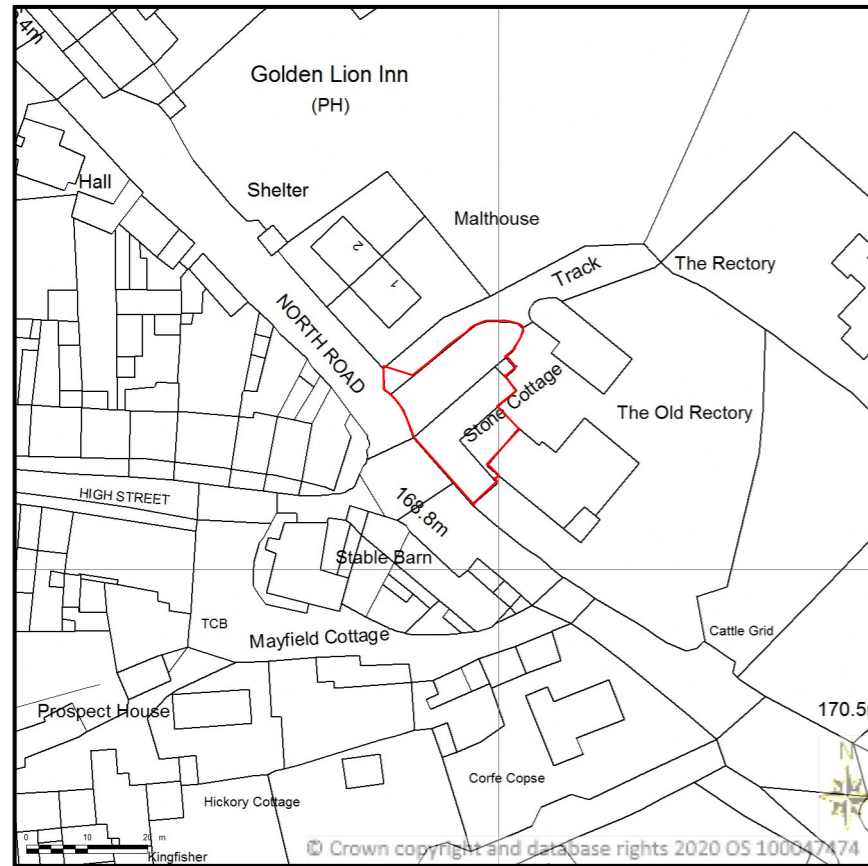 Golden Lion Inn
(PH)
Hall
Shelter
Malthouse
2
1
Track
The Rectory
NORTH ROAD
Stone Cottage
The Old Rectory
HIGH STREET
168.8m
Stable Barn
TCB
Mayfield Cottage
Cattle Grid
Prospect House
170.5
Corfe Copse
Hickory Cottage
N
0 10 20 m
Kingfisher
© Crown copyright and database rights 2020 OS 100047474